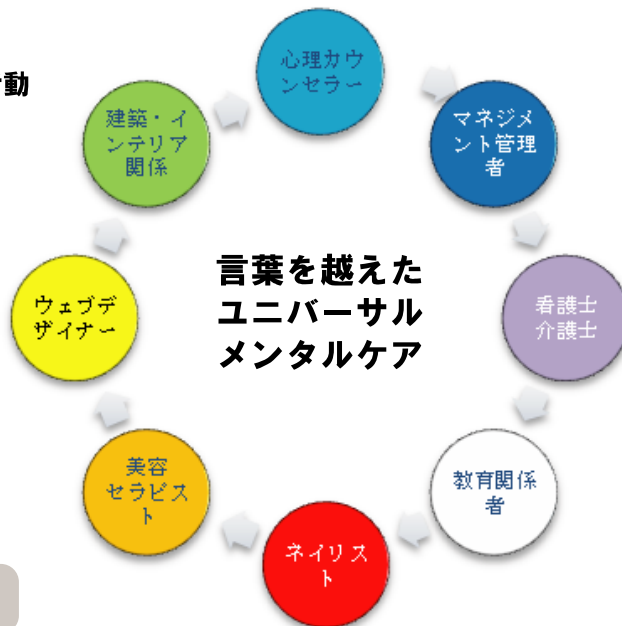 動
心理カウ
ンセラー
マネジメ
ント管理
者
看護士
介護士
教育関係
者
ネイリス
ト
美容
セラピス
ト
ウェブデ
ザイナー
建築・イ
ンテリア
関係
言葉を越えた
ユニバーサル
メンタルケア